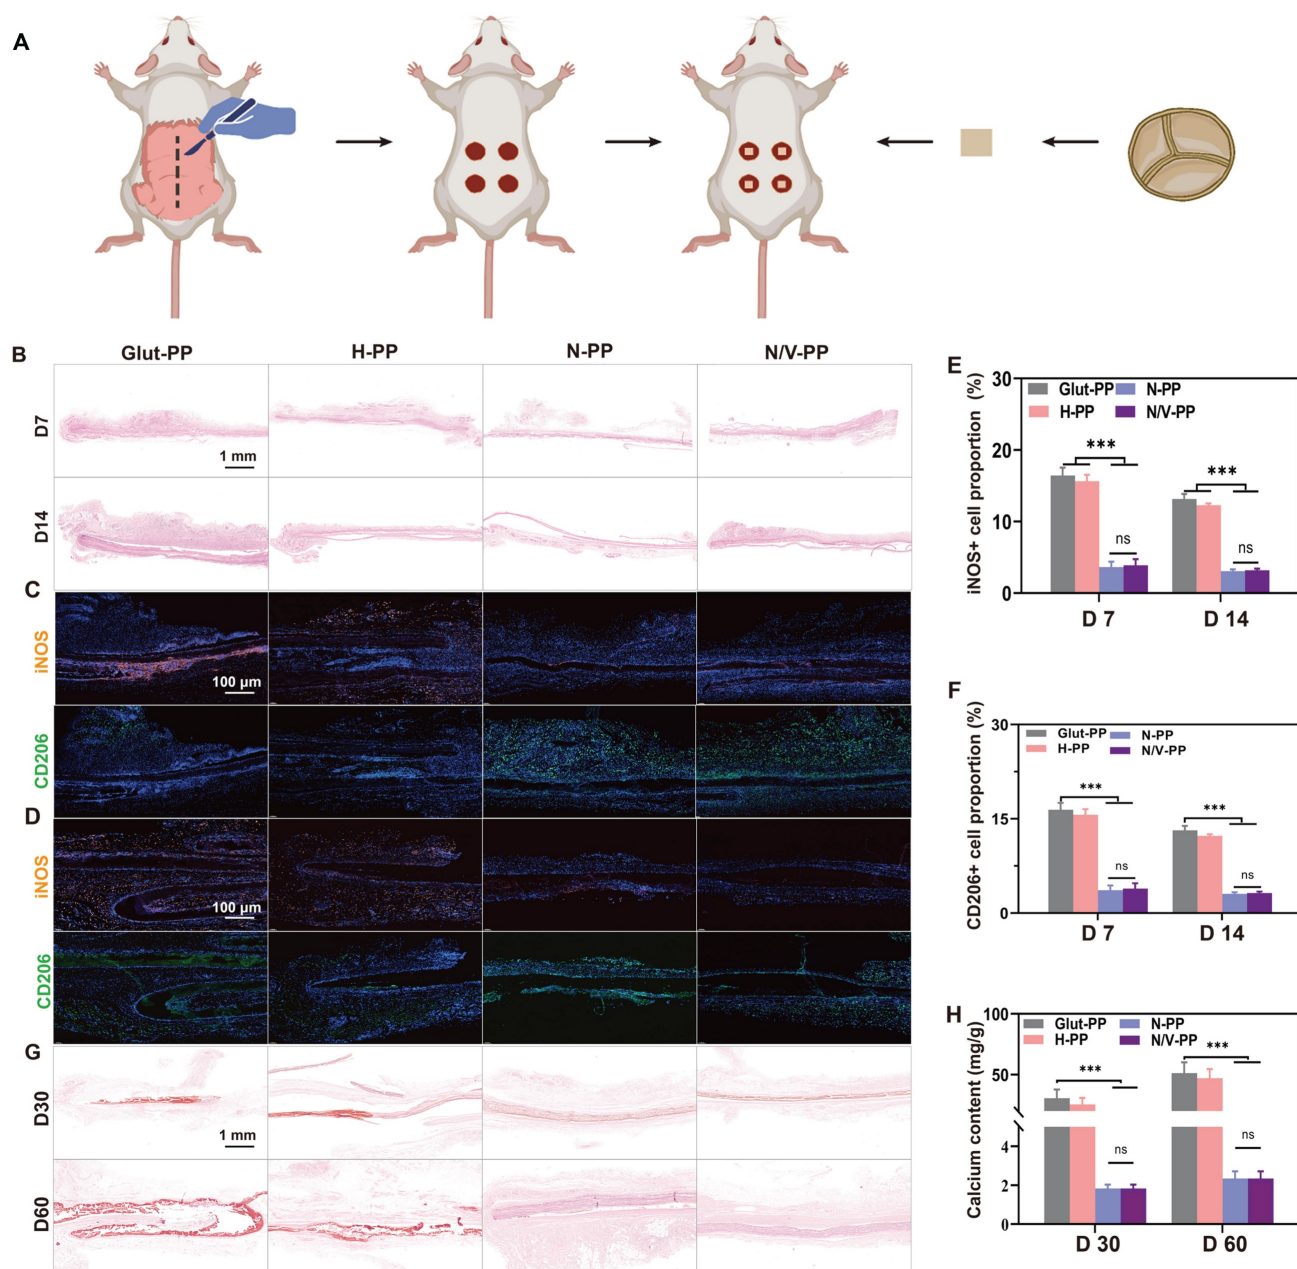 A
B
Glut-PP
H-PP
N-PP
N/V-PP
D7
1 mm
D14
C
iNOS
100 µm
CD206
D
iNOS
100 µm
CD206
G
D30
1 mm
D60
E
iNOS+ cell proportion (%)
30
20
10
0
Glut-PP
N-PP
H-PP
N/V-PP
***
***
ns
ns
D 7
D 14
F
CD206+ cell proportion (%)
30
15
0
Glut-PP
N-PP
H-PP
N/V-PP
***
***
ns
ns
D 7
D 14
H
Calcium content (mg/g)
100
50
4
2
0
Glut-PP
N-PP
H-PP
N/V-PP
***
***
ns
ns
D 30
D 60